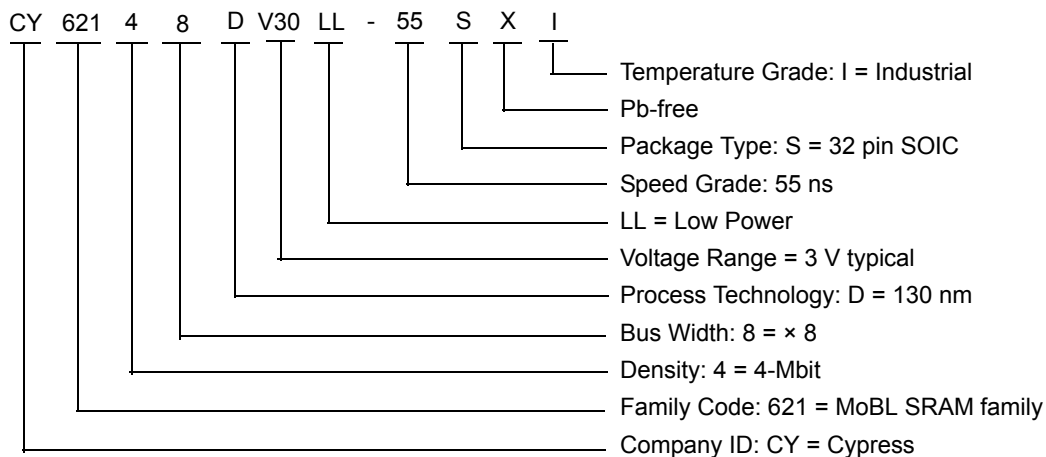 CY 621 4 8 D V30 LL - 55 S X I
Temperature Grade: I = Industrial
Pb-free
Package Type: S = 32 pin SOIC
Speed Grade: 55 ns
LL = Low Power
Voltage Range = 3 V typical
Process Technology: D = 130 nm
Bus Width: 8 = × 8
Density: 4 = 4-Mbit
Family Code: 621 = MoBL SRAM family
Company ID: CY = Cypress